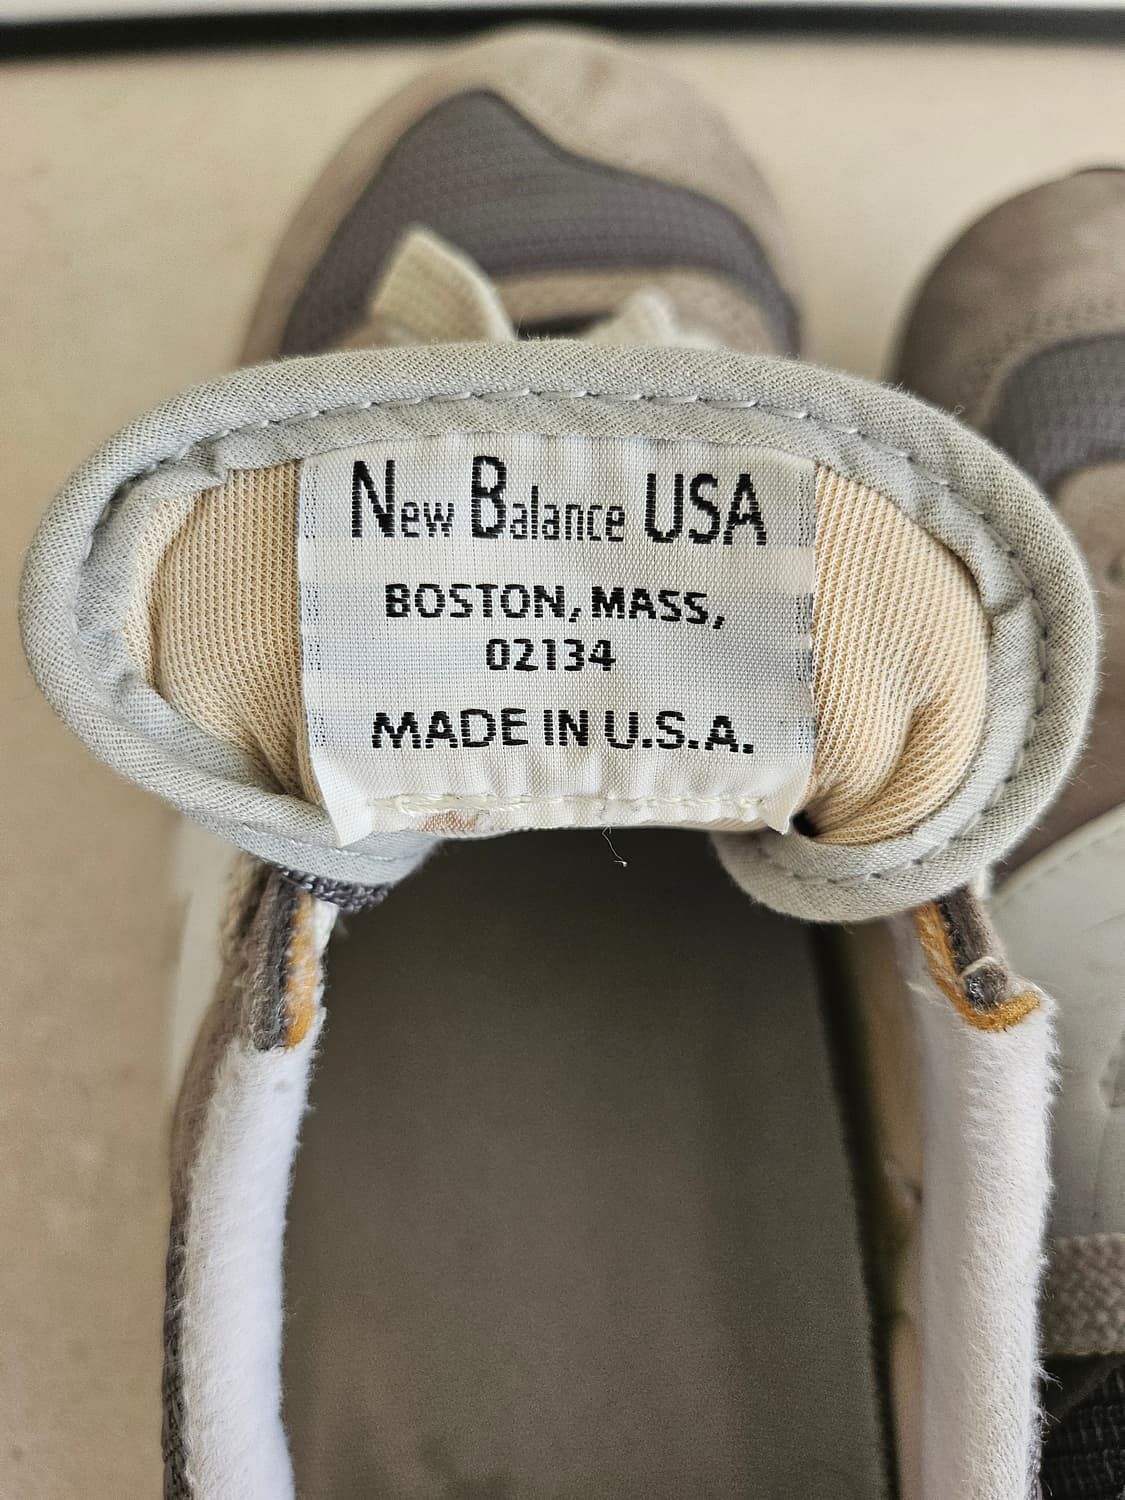 New Balance USA
BOSTON, MASS,
02134
MADE IN U.S.A.